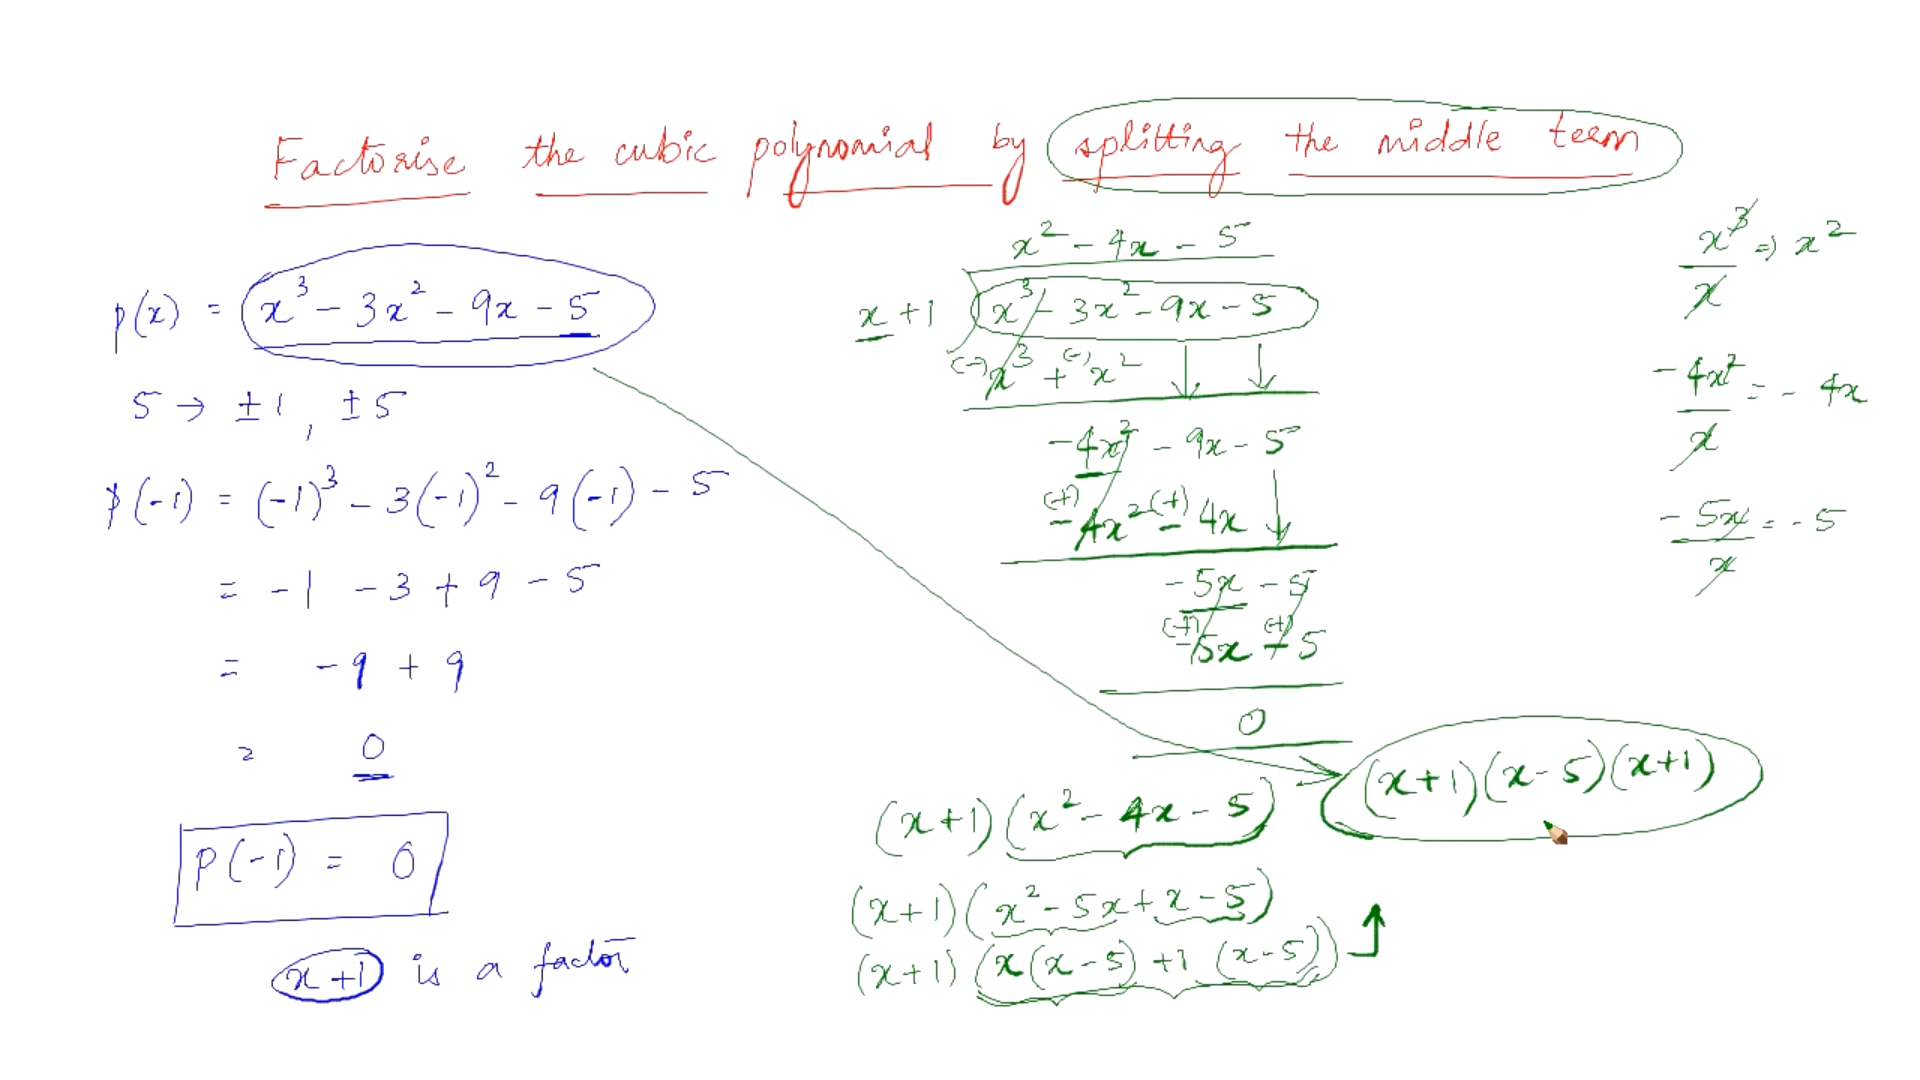 Factorise the cubic polynomial by splitting the middle term
p(x) = x³ - 3x² - 9x - 5
5 → ±1, ±5
p(-1) = (-1)³ - 3(-1)² - 9(-1) - 5
= -1 - 3 + 9 - 5
= -9 + 9
= 0
P(-1) = 0
x+1 is a factor
x² - 4x - 5
x+1 x³ - 3x² - 9x - 5
(-) x³ + (-) x²
-4x² - 9x - 5
(+) (+)
-4x² - 4x
-5x - 5
(+) (+)
-5x - 5
0
(x+1)(x² - 4x - 5)
(x+1)(x² - 5x + x - 5)
(x+1)(x(x-5) +1 (x-5))
(x+1)(x-5)(x+1)
x³/x ⇒ x²
-4x²/x = -4x
-5x/x = -5